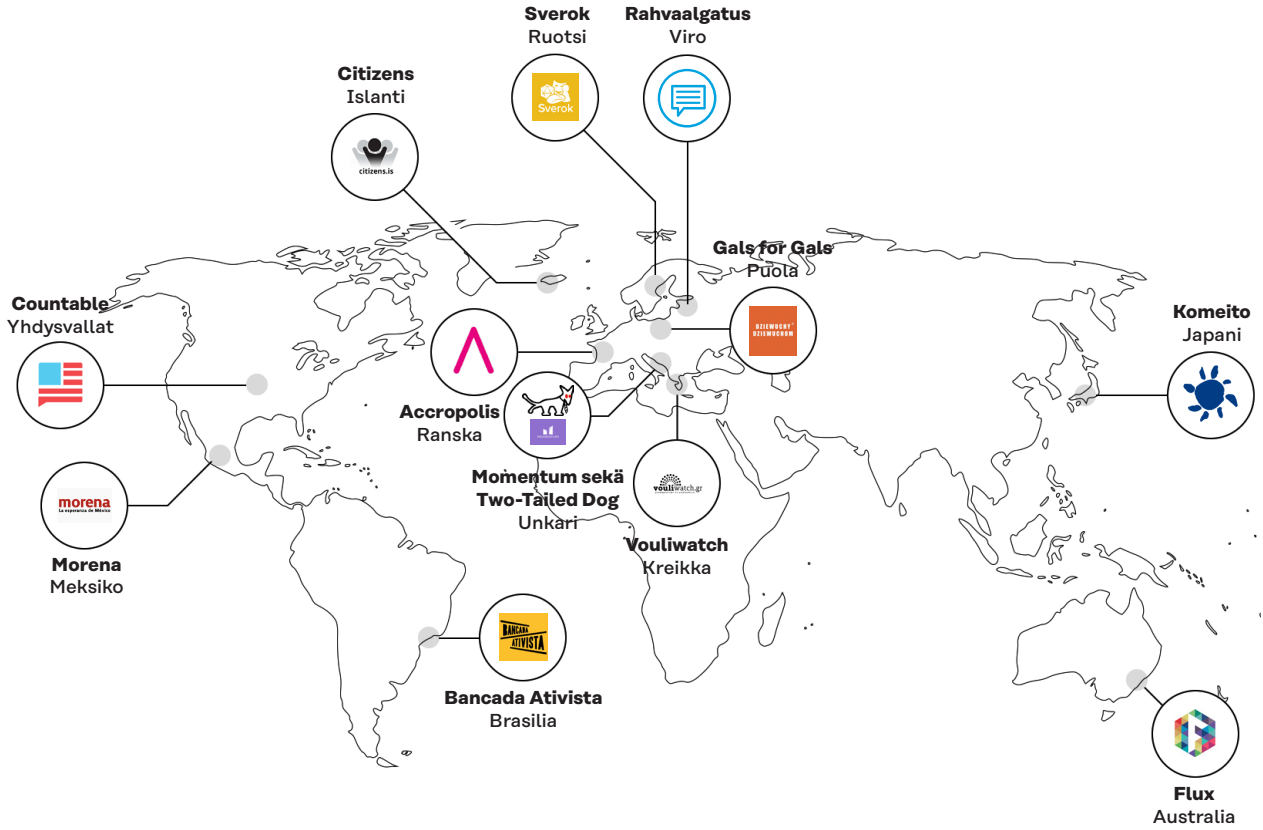 Sverok
Ruotsi
Sverok
Rahvaalgatus
Viro
Citizens
Islanti
citizens.is
Gals for Gals
Puola
DZIEWUCHY
DZIEWUCHOM
Countable
Yhdysvallat
Komeito
Japani
Accropolis
Ranska
Momentum sekä
Two-Tailed Dog
Unkari
vouliwatch.gr
Vouliwatch
Kreikka
morena
La esperanza de México
Morena
Meksiko
BANCADA
ATIVISTA
Bancada Ativista
Brasilia
Flux
Australia